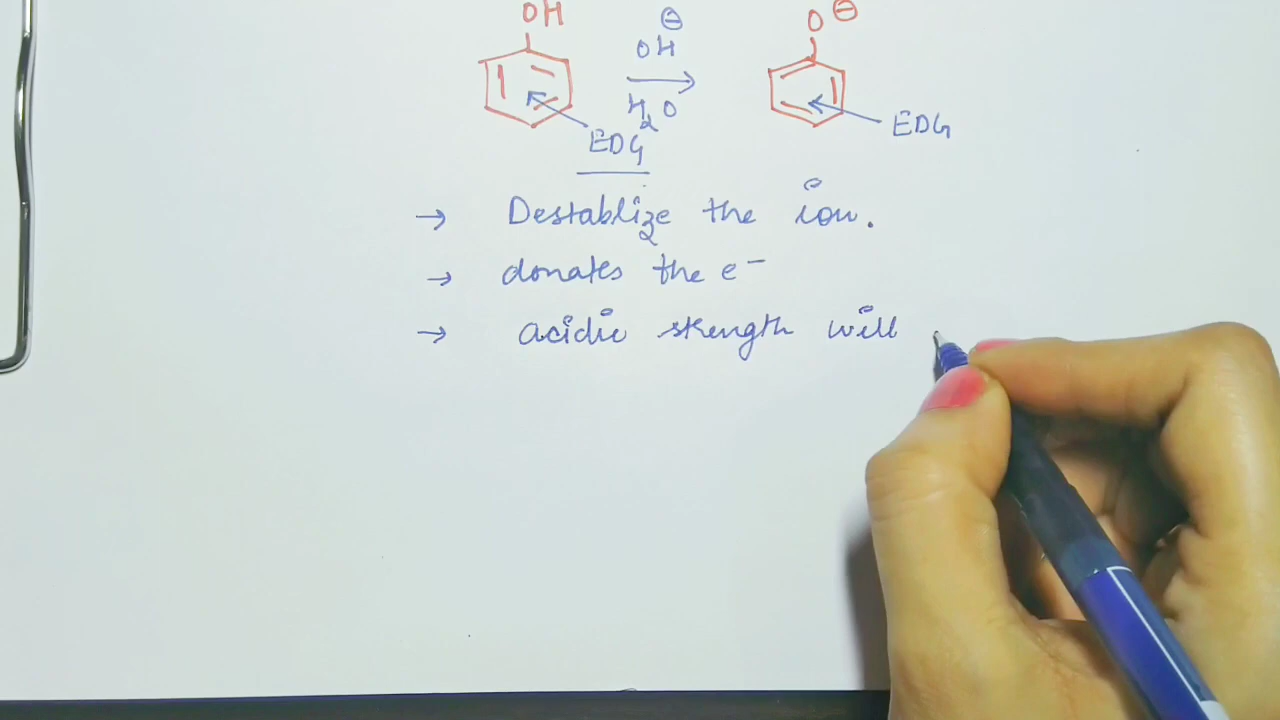 OH
OH⊖
H2O
O⊖
EDG
EDG
→ Destablize the ion.
→ donates the e−
→ acidic strength will